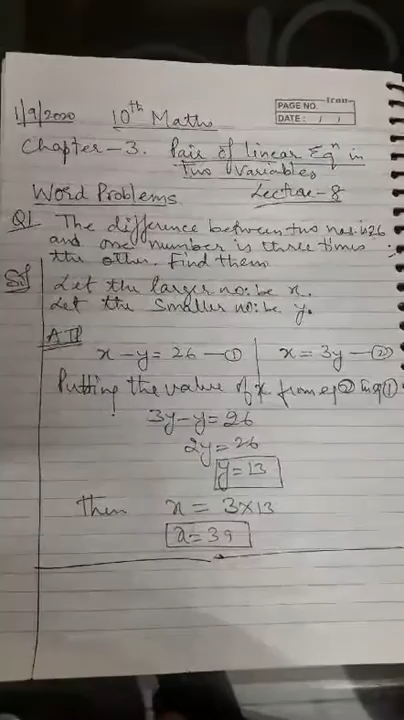 Icon
PAGE NO.
DATE: / /
1/9/2020 10th Maths
Chapter-3. Pair of linear Eqn in
Two Variables
Word Problems Lecture-8
Q1 The difference between two nos. is 26
and one number is three times
the other. Find them
Sol Let the larger no: be x.
Let the smaller no: be y.
ATQ
x-y=26 —① x=3y —②
Putting the value of x from eq② in eq①
3y-y=26
2y=26
y=13
then x = 3×13
x=39